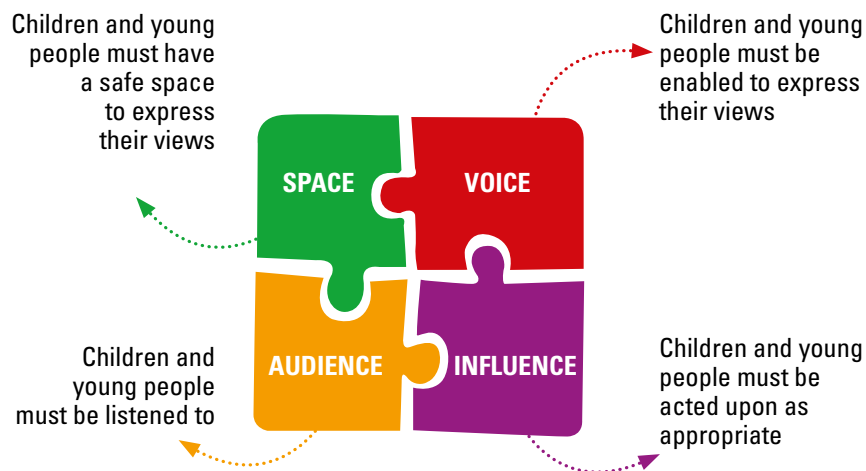 Children and young
people must have
a safe space
to express
their views
Children and young
people must be
enabled to express
their views
SPACE
VOICE
AUDIENCE
INFLUENCE
Children and
young people
must be listened to
Children and young
people must be
acted upon as
appropriate